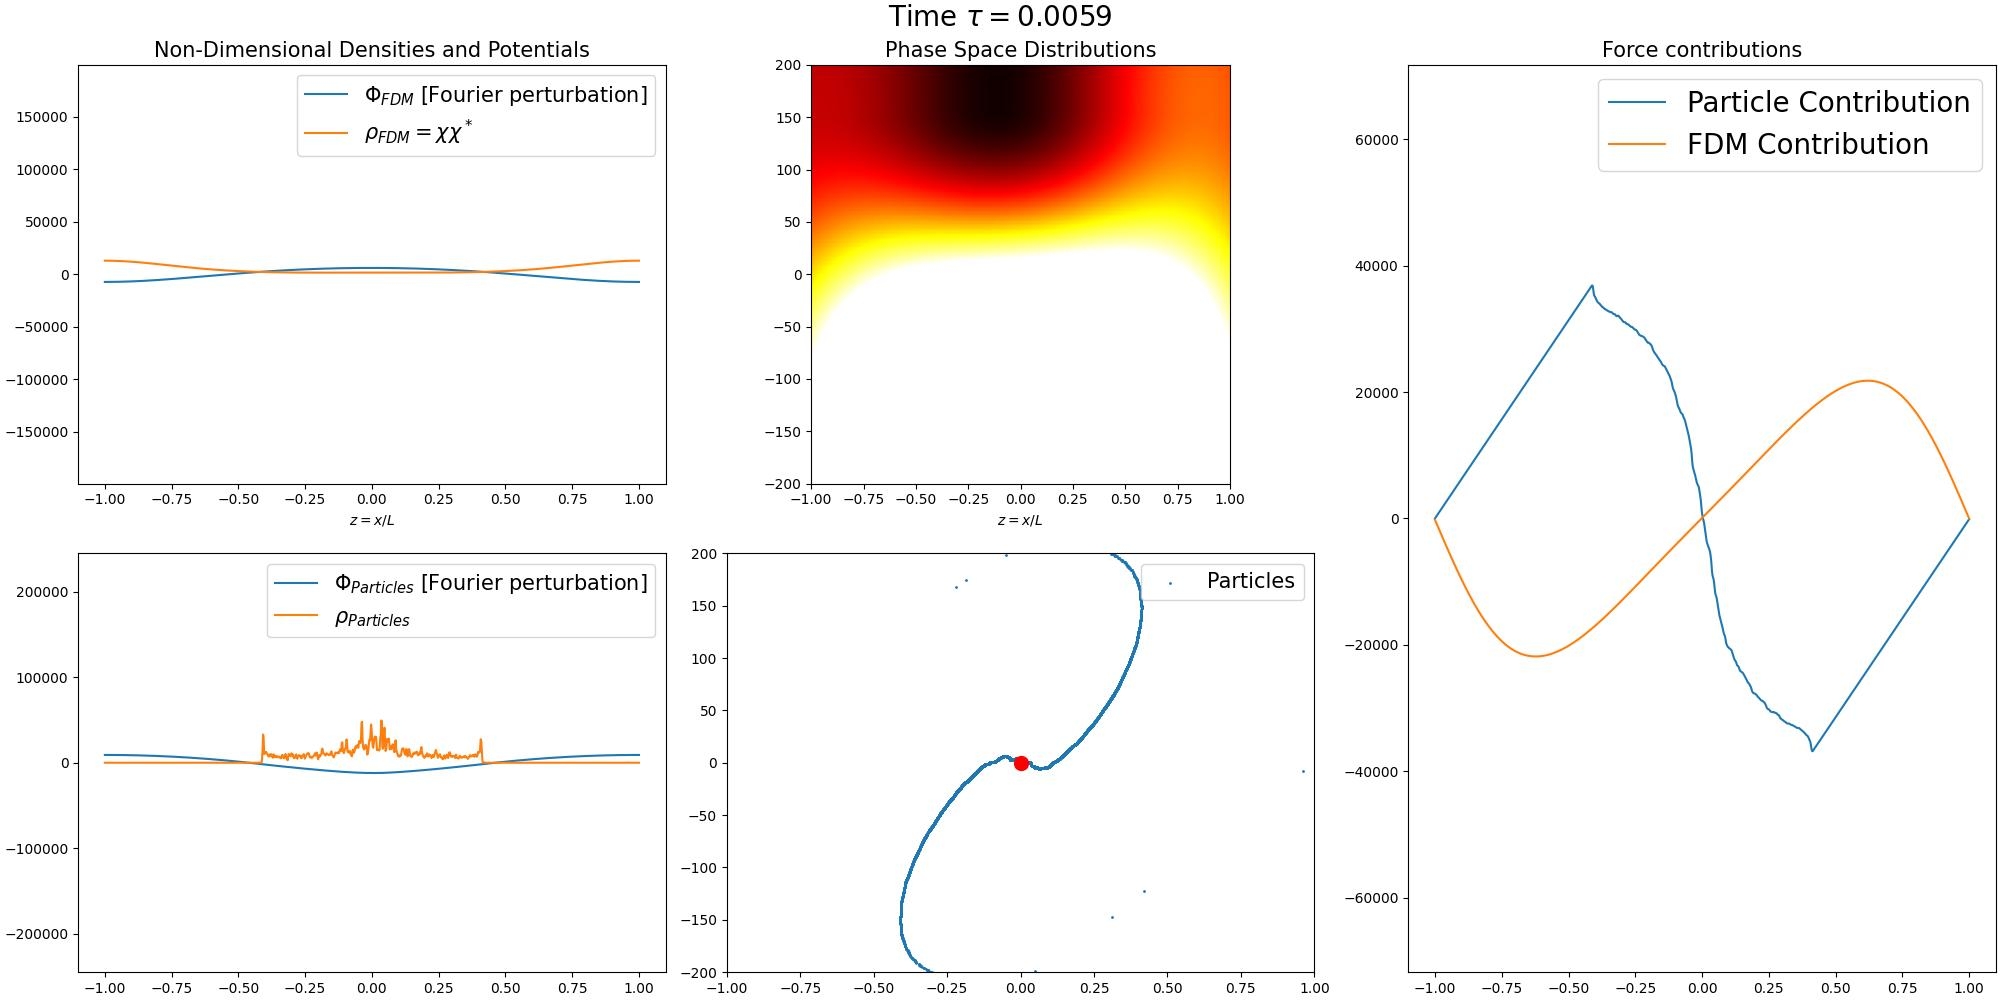 Time τ = 0.0059
Non-Dimensional Densities and Potentials
Φ_FDM [Fourier perturbation]
ρ_FDM = χχ*
150000
100000
50000
0
−50000
−100000
−150000
−1.00 −0.75 −0.50 −0.25 0.00 0.25 0.50 0.75 1.00
z = x/L
Phase Space Distributions
200
150
100
50
0
−50
−100
−150
−200
−1.00 −0.75 −0.50 −0.25 0.00 0.25 0.50 0.75 1.00
z = x/L
Force contributions
Particle Contribution
FDM Contribution
60000
40000
20000
0
−20000
−40000
−60000
−1.00 −0.75 −0.50 −0.25 0.00 0.25 0.50 0.75 1.00
Φ_Particles [Fourier perturbation]
ρ_Particles
200000
100000
0
−100000
−200000
−1.00 −0.75 −0.50 −0.25 0.00 0.25 0.50 0.75 1.00
Particles
200
150
100
50
0
−50
−100
−150
−200
−1.00 −0.75 −0.50 −0.25 0.00 0.25 0.50 0.75 1.00